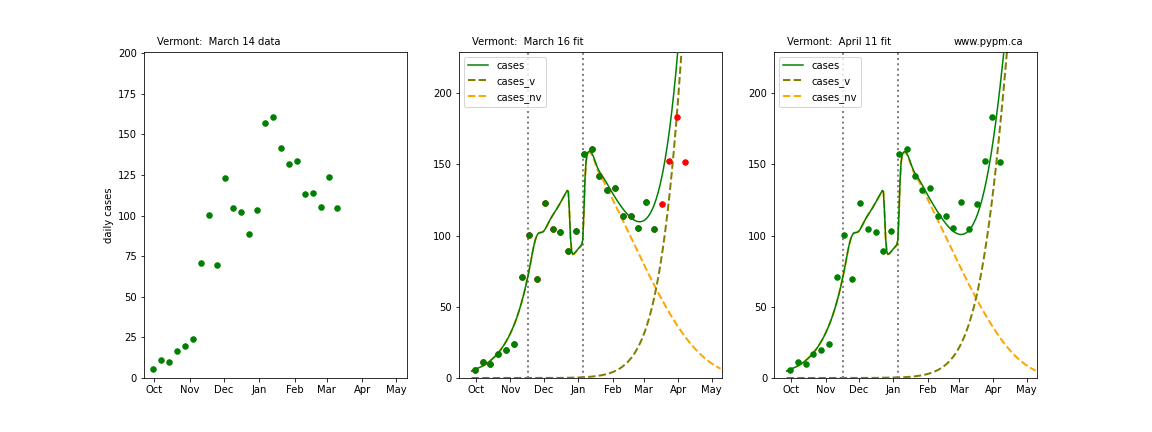 Vermont:  March 14 data
daily cases
200
175
150
125
100
75
50
25
0
Oct Nov Dec Jan Feb Mar Apr May
Vermont:  March 16 fit
cases
cases_v
cases_nv
200
150
100
50
0
Oct Nov Dec Jan Feb Mar Apr May
Vermont:  April 11 fit
www.pypm.ca
cases
cases_v
cases_nv
200
150
100
50
0
Oct Nov Dec Jan Feb Mar Apr May